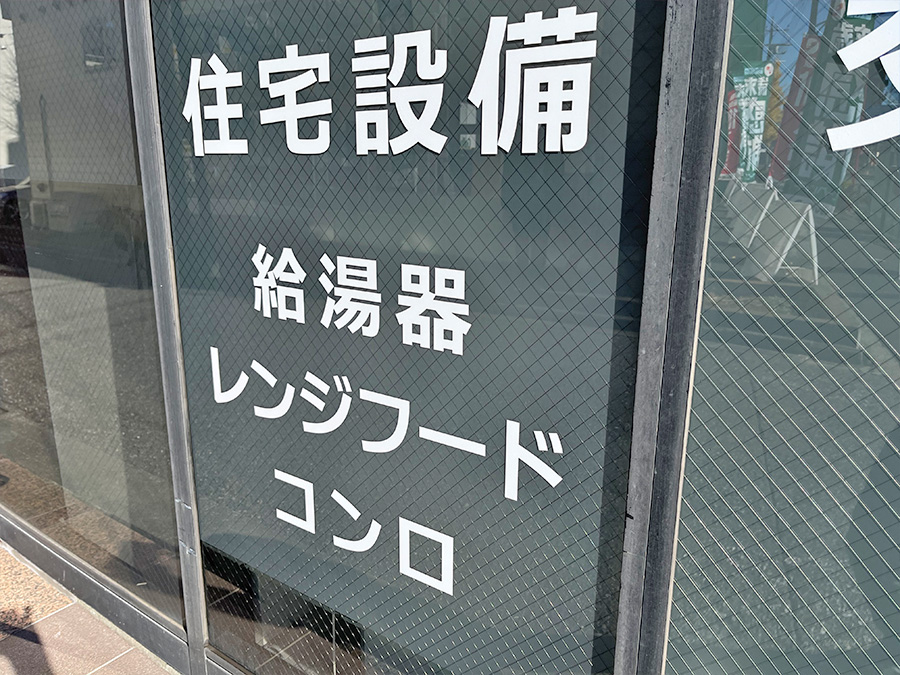 住宅設備
給湯器
レンジフード
コンロ